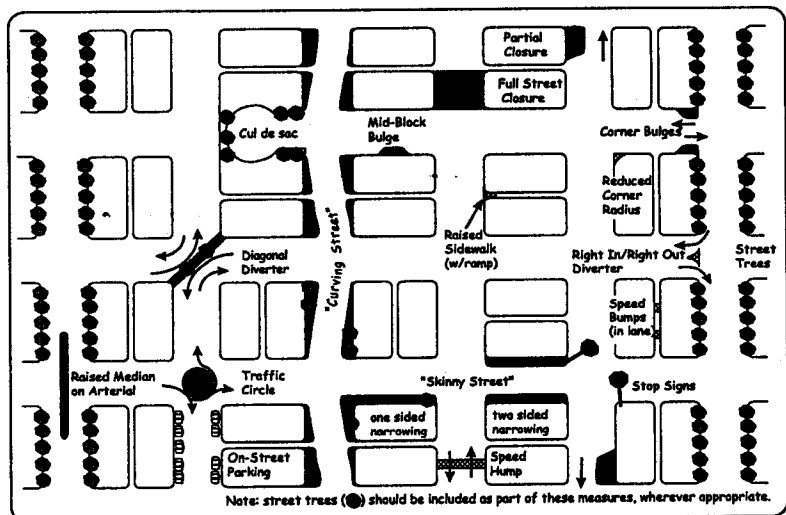 Partial
Closure
Full Street
Closure
Cul de sac
Mid-Block
Bulge
Corner Bulges
Reduced
Corner
Radius
Raised
Sidewalk
(w/ramp)
"Curving Street"
Diagonal
Diverter
Right In/Right Out
Diverter
Street
Trees
Speed
Bumps
(in lane)
Raised Median
on Arterial
Traffic
Circle
"Skinny Street"
Stop Signs
one sided
narrowing
two sided
narrowing
On-Street
Parking
Speed
Hump
Note: street trees ( ) should be included as part of these measures, wherever appropriate.